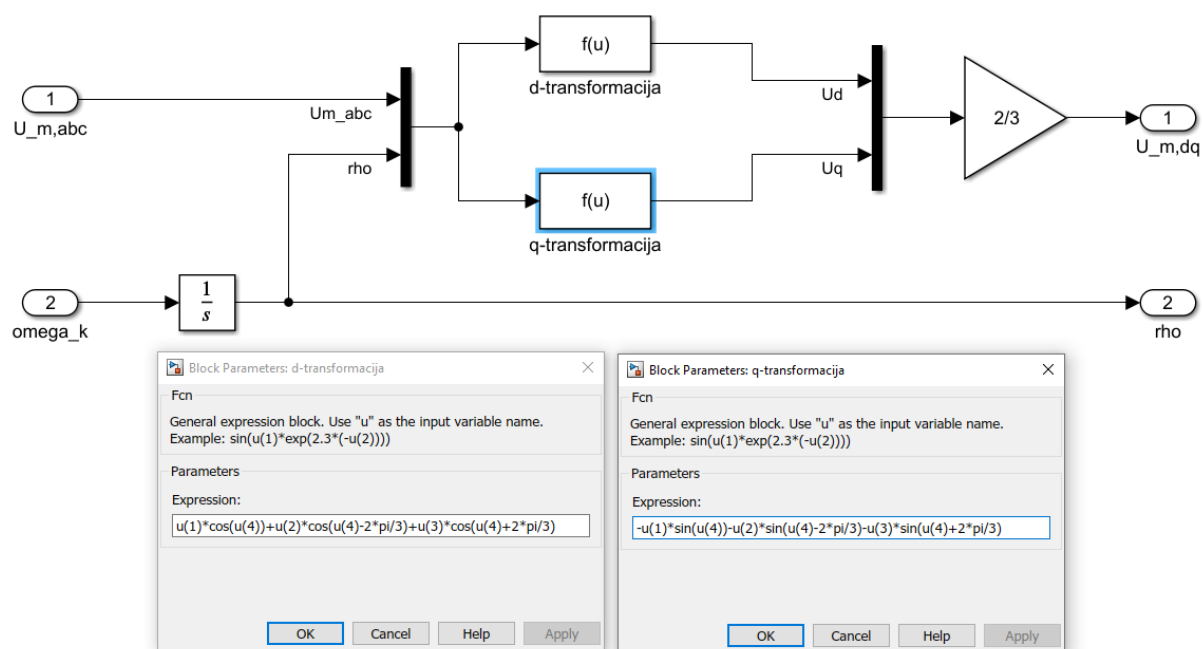 f(u)
d-transformacija
1
U_m,abc
Um_abc
rho
Ud
Uq
2/3
1
U_m,dq
f(u)
q-transformacija
2
omega_k
1
s
2
rho
Block Parameters: d-transformacija
Fcn
General expression block. Use "u" as the input variable name.
Example: sin(u(1)*exp(2.3*(-u(2))))
Parameters
Expression:
u(1)*cos(u(4))+u(2)*cos(u(4)-2*pi/3)+u(3)*cos(u(4)+2*pi/3)
OK Cancel Help Apply
Block Parameters: q-transformacija
Fcn
General expression block. Use "u" as the input variable name.
Example: sin(u(1)*exp(2.3*(-u(2))))
Parameters
Expression:
-u(1)*sin(u(4))-u(2)*sin(u(4)-2*pi/3)-u(3)*sin(u(4)+2*pi/3)
OK Cancel Help Apply